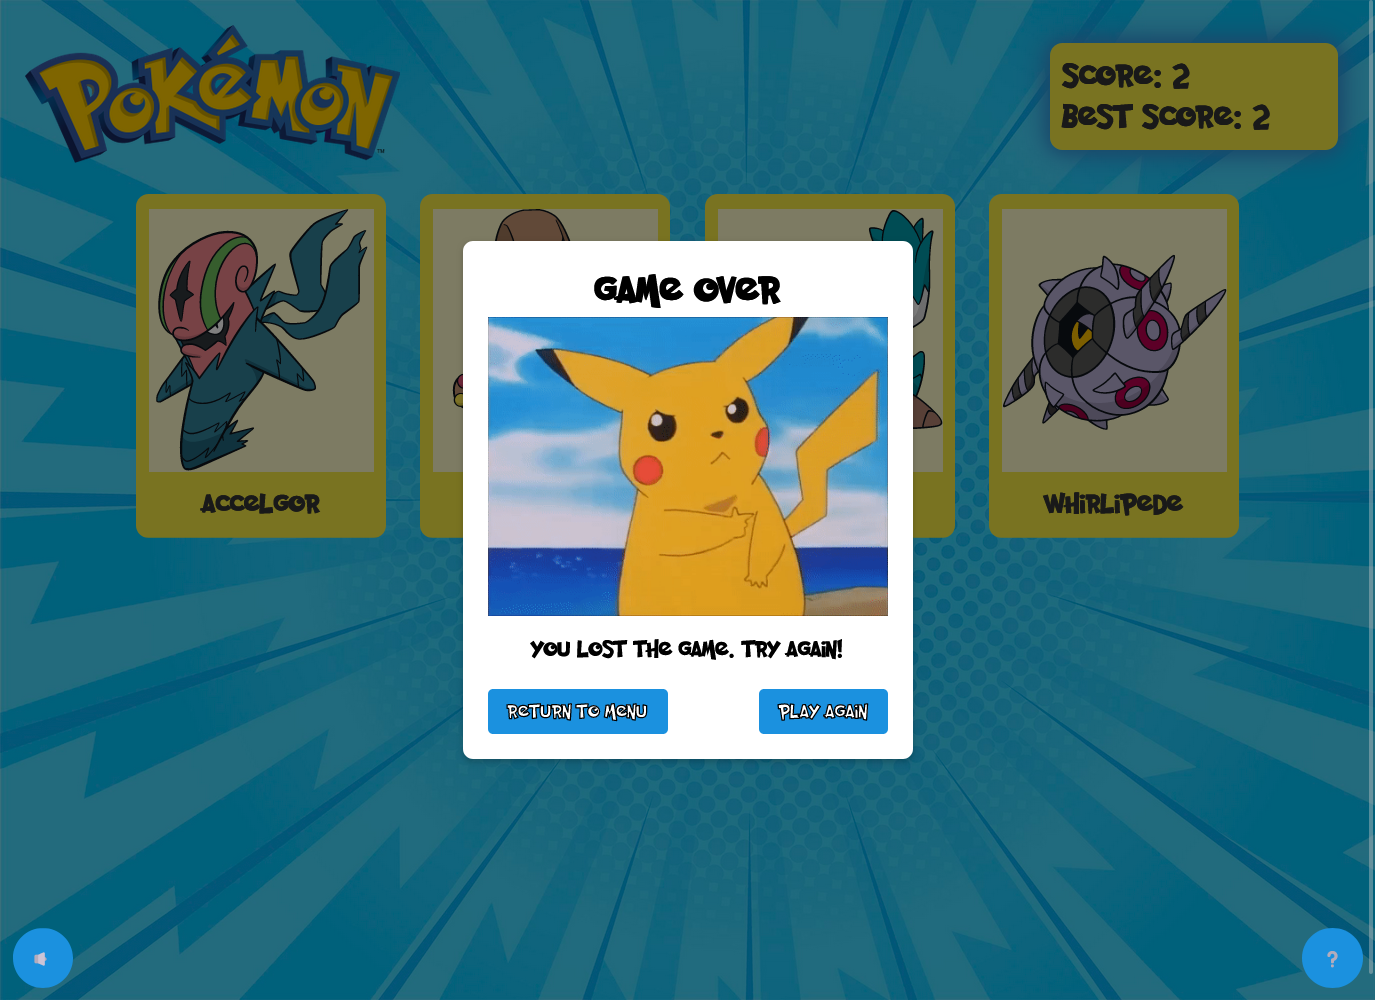 Pokémon
™
Score: 2
Best Score: 2
Game Over
Accelgor
Whirlipede
You lost the game. Try again!
Return to Menu
Play Again
?